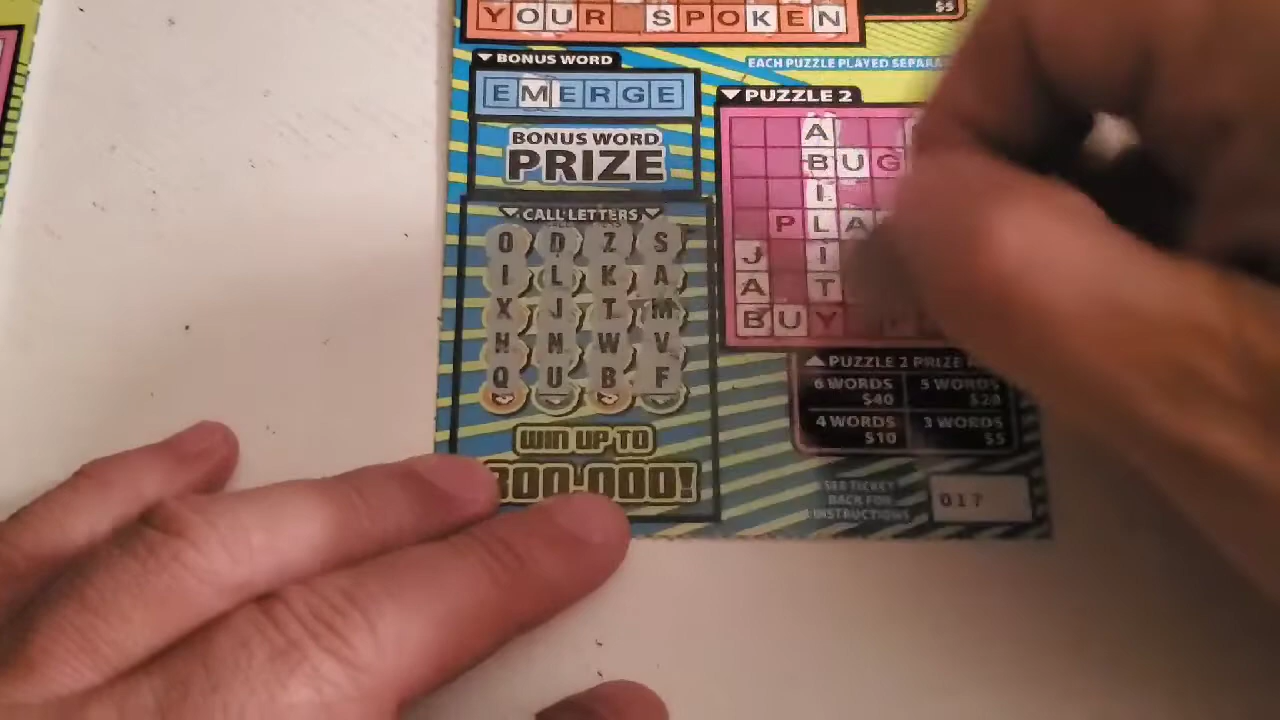 YOUR SPOKEN
$5
▼ BONUS WORD
EACH PUZZLE PLAYED
EMERGE
▼ PUZZLE 2
BONUS WORD
PRIZE
A
BUG
I
PLA
L
J I
A T
BUY
CALL LETTERS
O D Z S
I L K A
X J T M
H N W V
Q U B F
▲ PUZZLE 2 PRIZE
6 WORDS 5 WORDS
$40 $20
4 WORDS 3 WORDS
$10 $5
WIN UP TO
300,000!
SEE TICKET
BACK FOR
INSTRUCTIONS
017